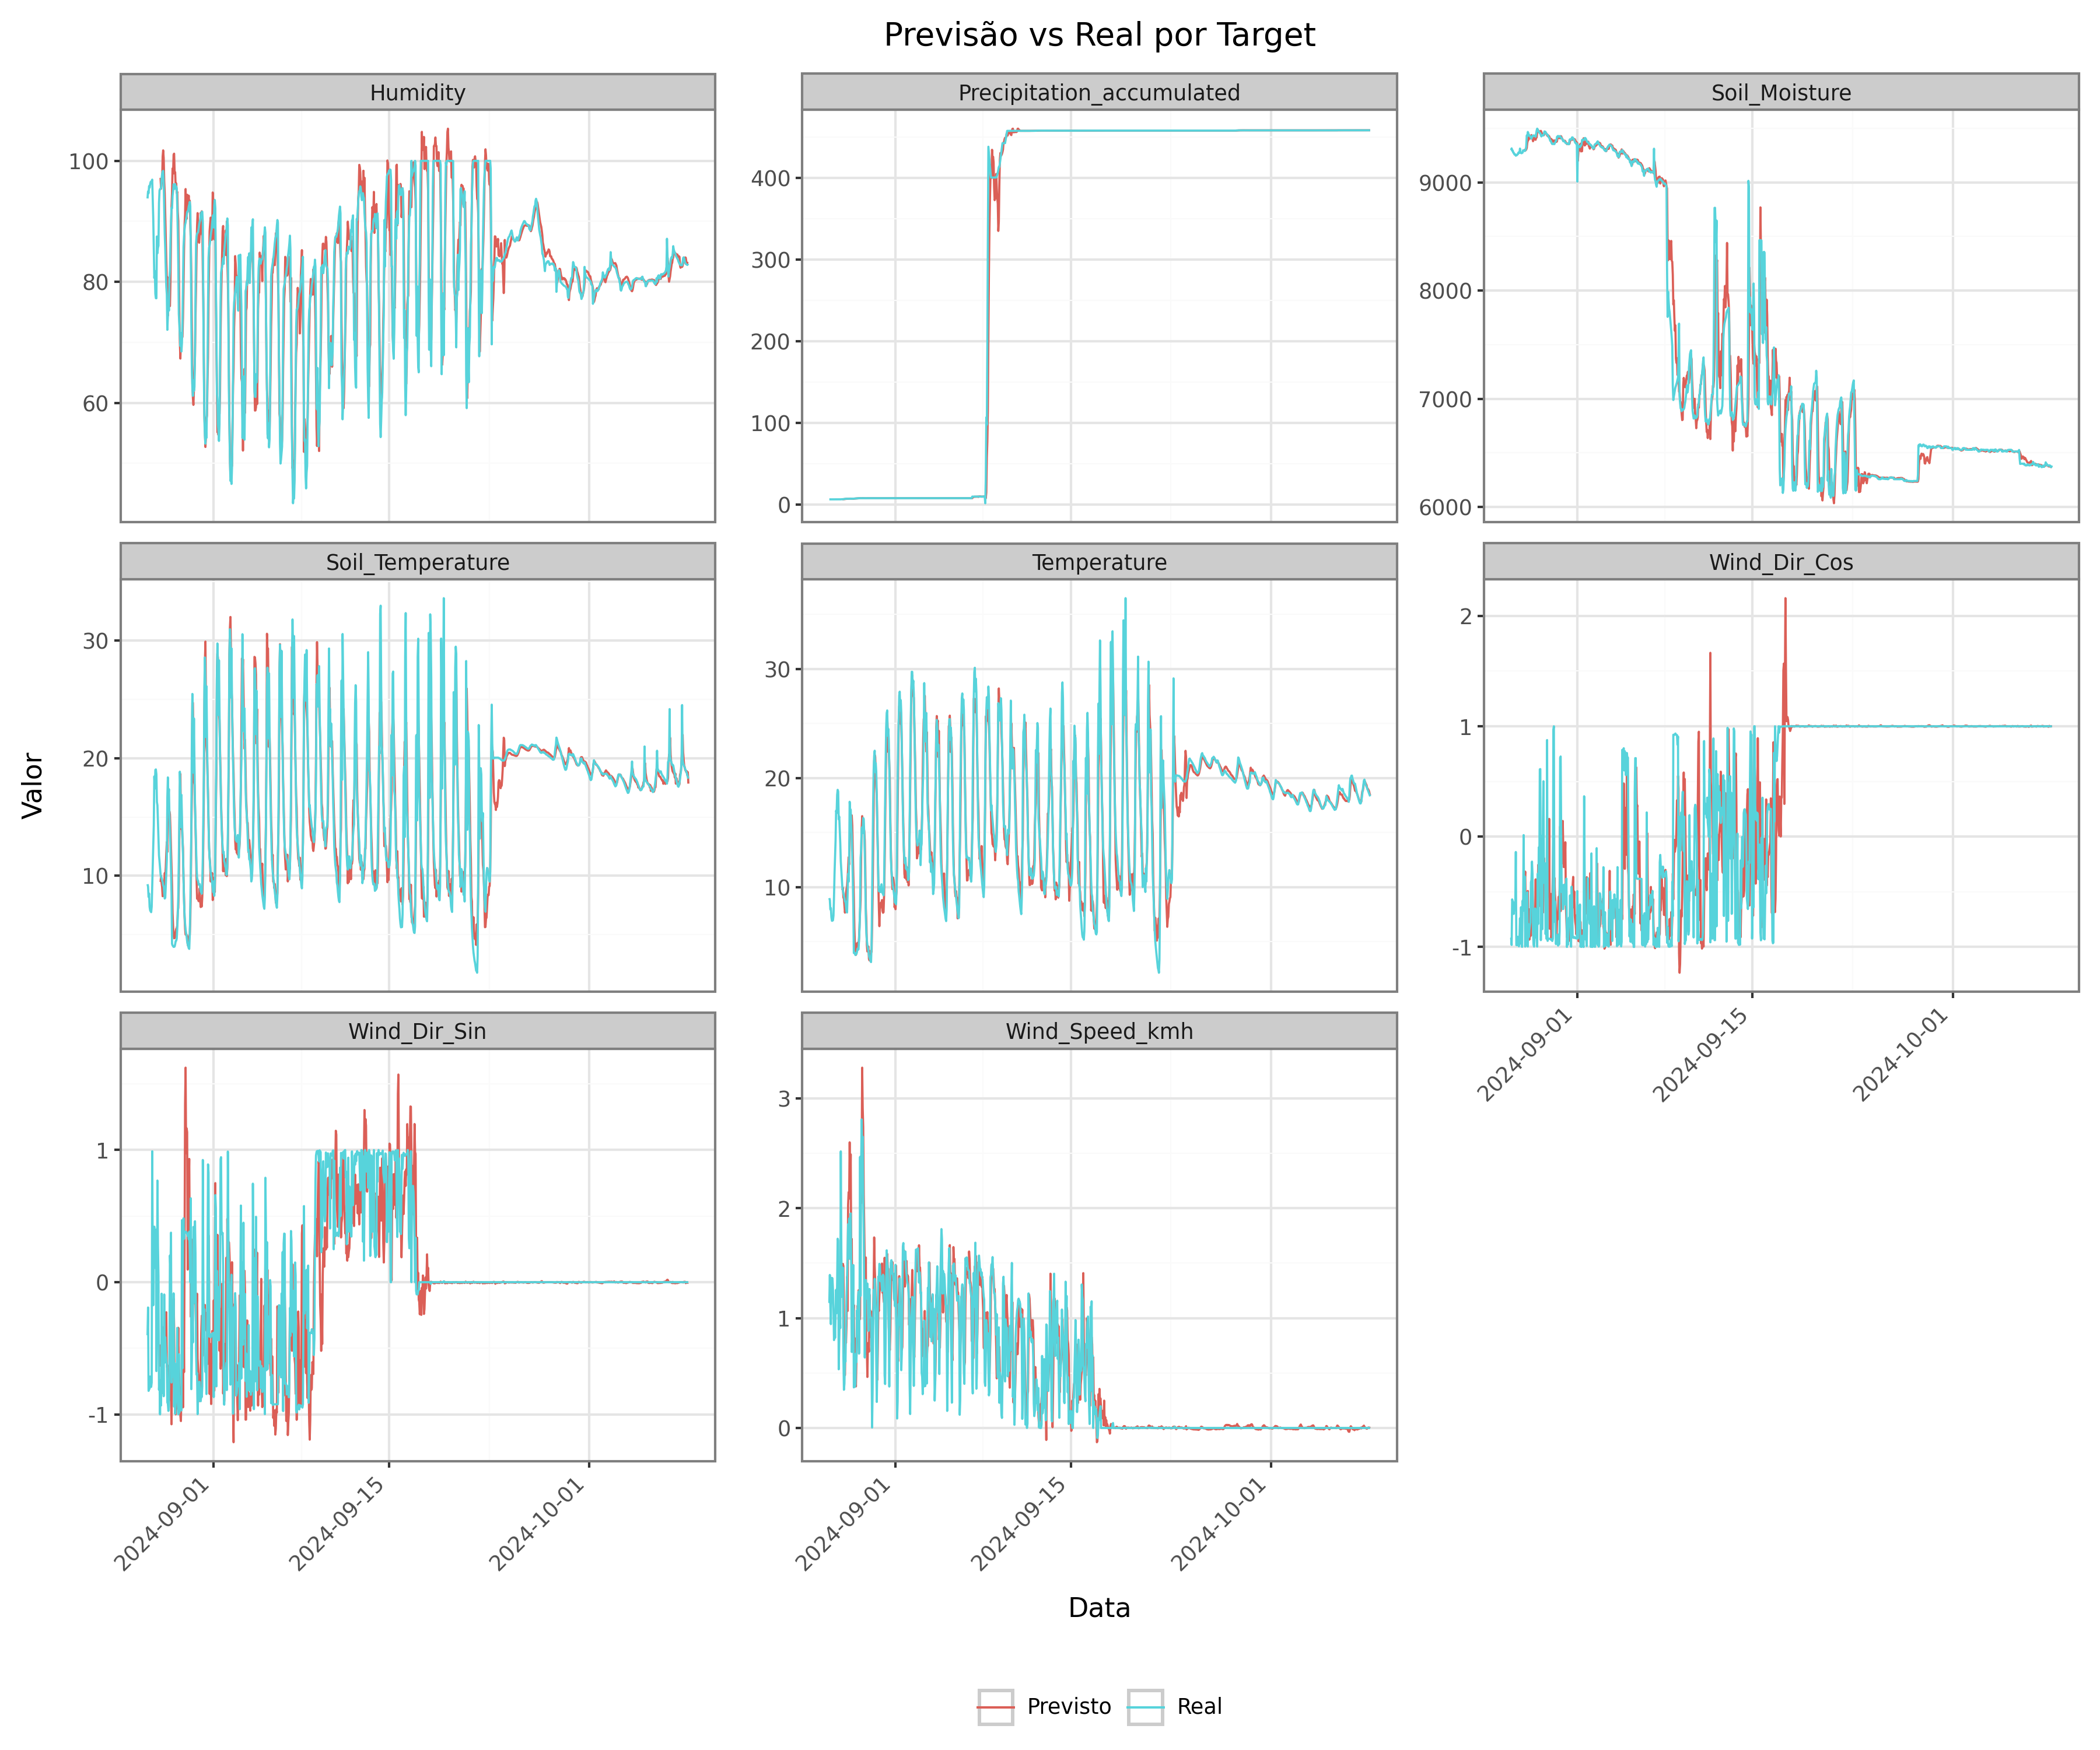 Previsão vs Real por Target
Humidity
Precipitation_accumulated
Soil_Moisture
100
80
60
400
300
200
100
0
9000
8000
7000
6000
Soil_Temperature
Temperature
Wind_Dir_Cos
30
20
10
30
20
10
2
1
0
-1
2024-09-01
2024-09-15
2024-10-01
Wind_Dir_Sin
Wind_Speed_kmh
1
0
-1
3
2
1
0
2024-09-01
2024-09-15
2024-10-01
2024-09-01
2024-09-15
2024-10-01
Valor
Data
Previsto
Real